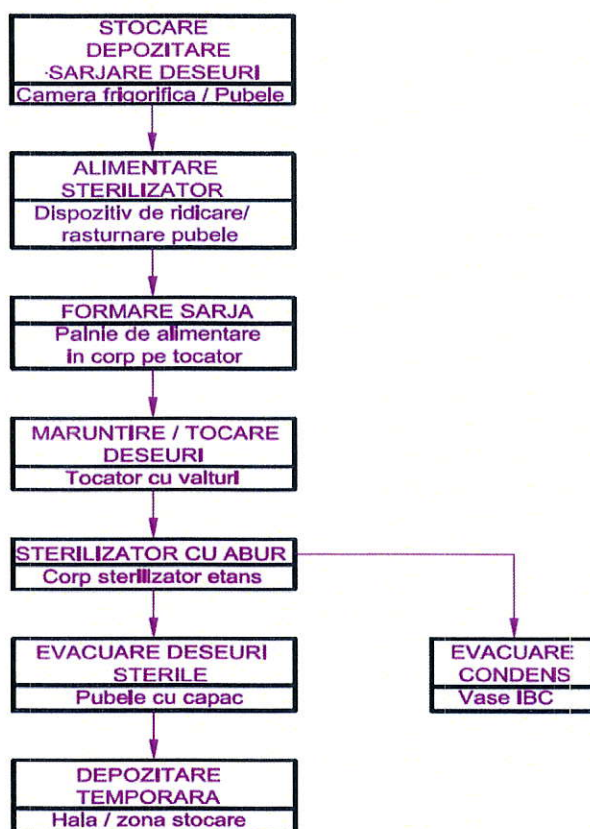 STOCARE
DEPOZITARE
SARJARE DESEURI
Camera frigorifica / Pubele
ALIMENTARE
STERILIZATOR
Dispozitiv de ridicare/
rasturnare pubele
FORMARE SARJA
Palnie de alimentare
in corp pe tocator
MARUNTIRE / TOCARE
DESEURI
Tocator cu valturi
STERILIZATOR CU ABUR
Corp sterilizator etans
EVACUARE DESEURI
STERILE
Pubele cu capac
EVACUARE
CONDENS
Vase IBC
DEPOZITARE
TEMPORARA
Hala / zona stocare